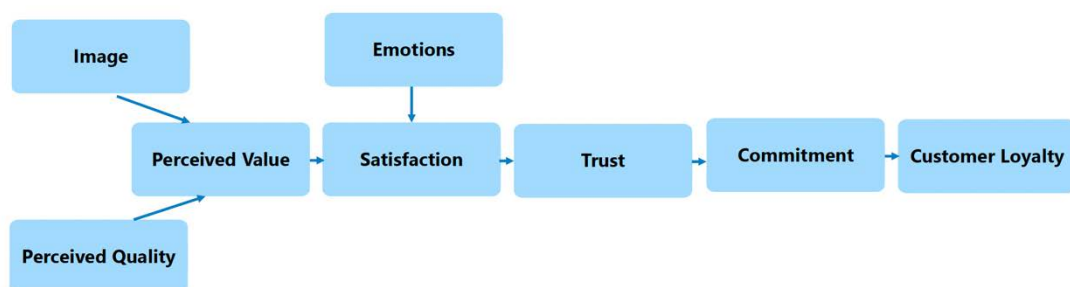 Image
Emotions
Perceived Value
Satisfaction
Trust
Commitment
Customer Loyalty
Perceived Quality